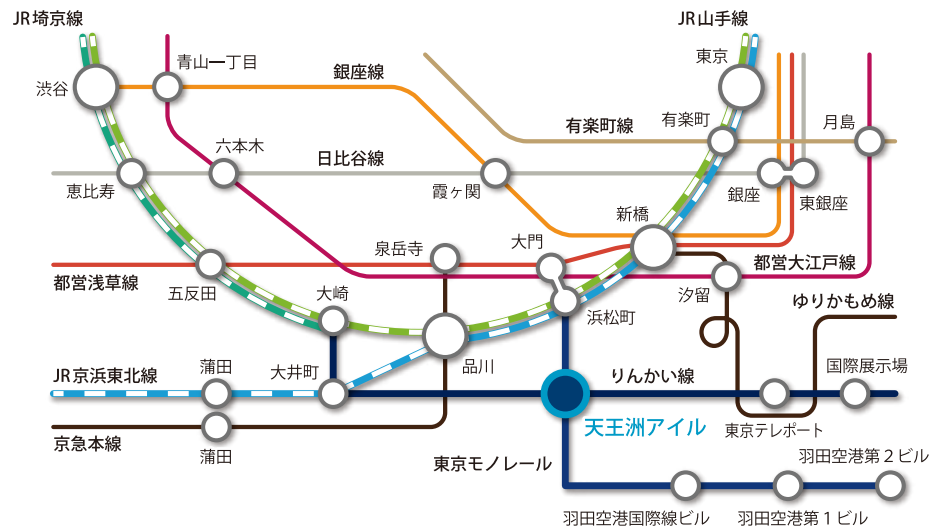 JR埼京線
JR山手線
青山一丁目
東京
銀座線
渋谷
有楽町
有楽町線
月島
六本木
日比谷線
恵比寿
霞ヶ関
銀座
東銀座
新橋
泉岳寺
大門
都営浅草線
都営大江戸線
五反田
大崎
汐留
浜松町
ゆりかもめ線
品川
JR京浜東北線
蒲田
大井町
りんかい線
国際展示場
天王洲アイル
東京テレポート
京急本線
蒲田
東京モノレール
羽田空港第2ビル
羽田空港国際線ビル
羽田空港第1ビル